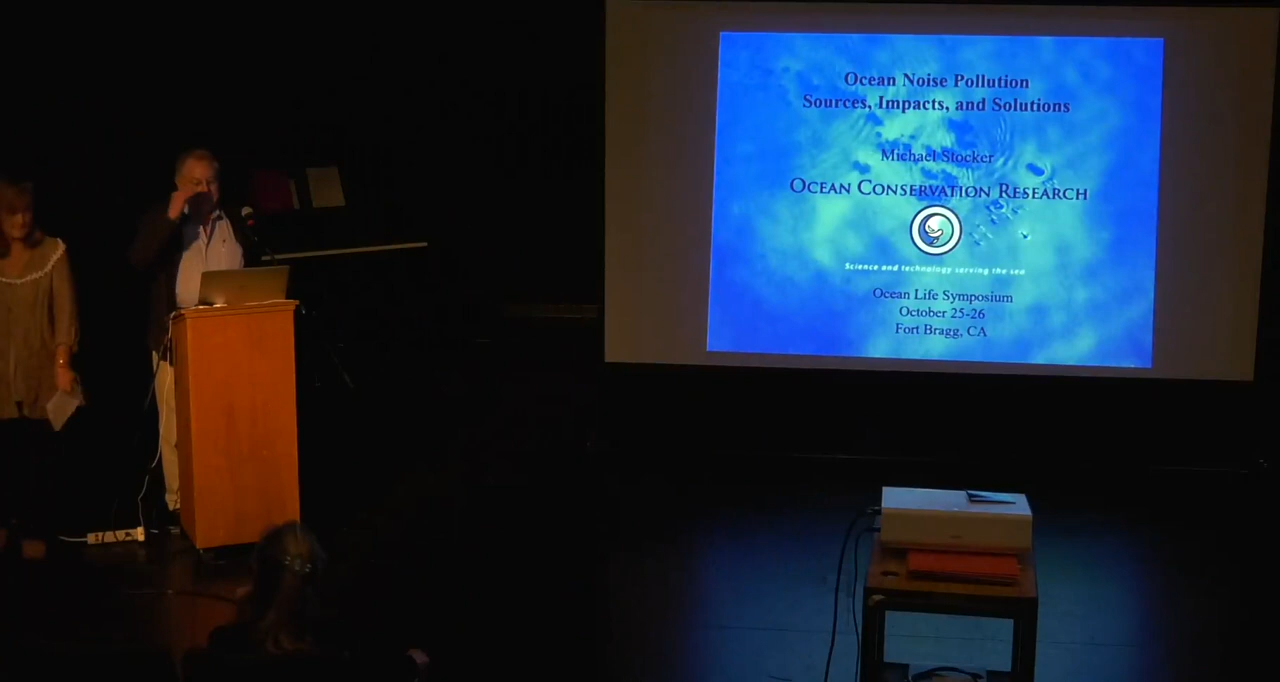 Ocean Noise Pollution
Sources, Impacts, and Solutions
Michael Stocker
OCEAN CONSERVATION RESEARCH
Science and technology serving the sea
Ocean Life Symposium
October 25-26
Fort Bragg, CA